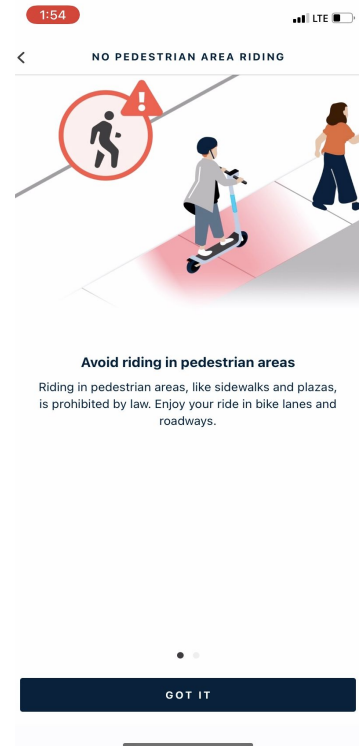 1:54 LTE
NO PEDESTRIAN AREA RIDING
!
Avoid riding in pedestrian areas
Riding in pedestrian areas, like sidewalks and plazas,
is prohibited by law. Enjoy your ride in bike lanes and
roadways.
GOT IT